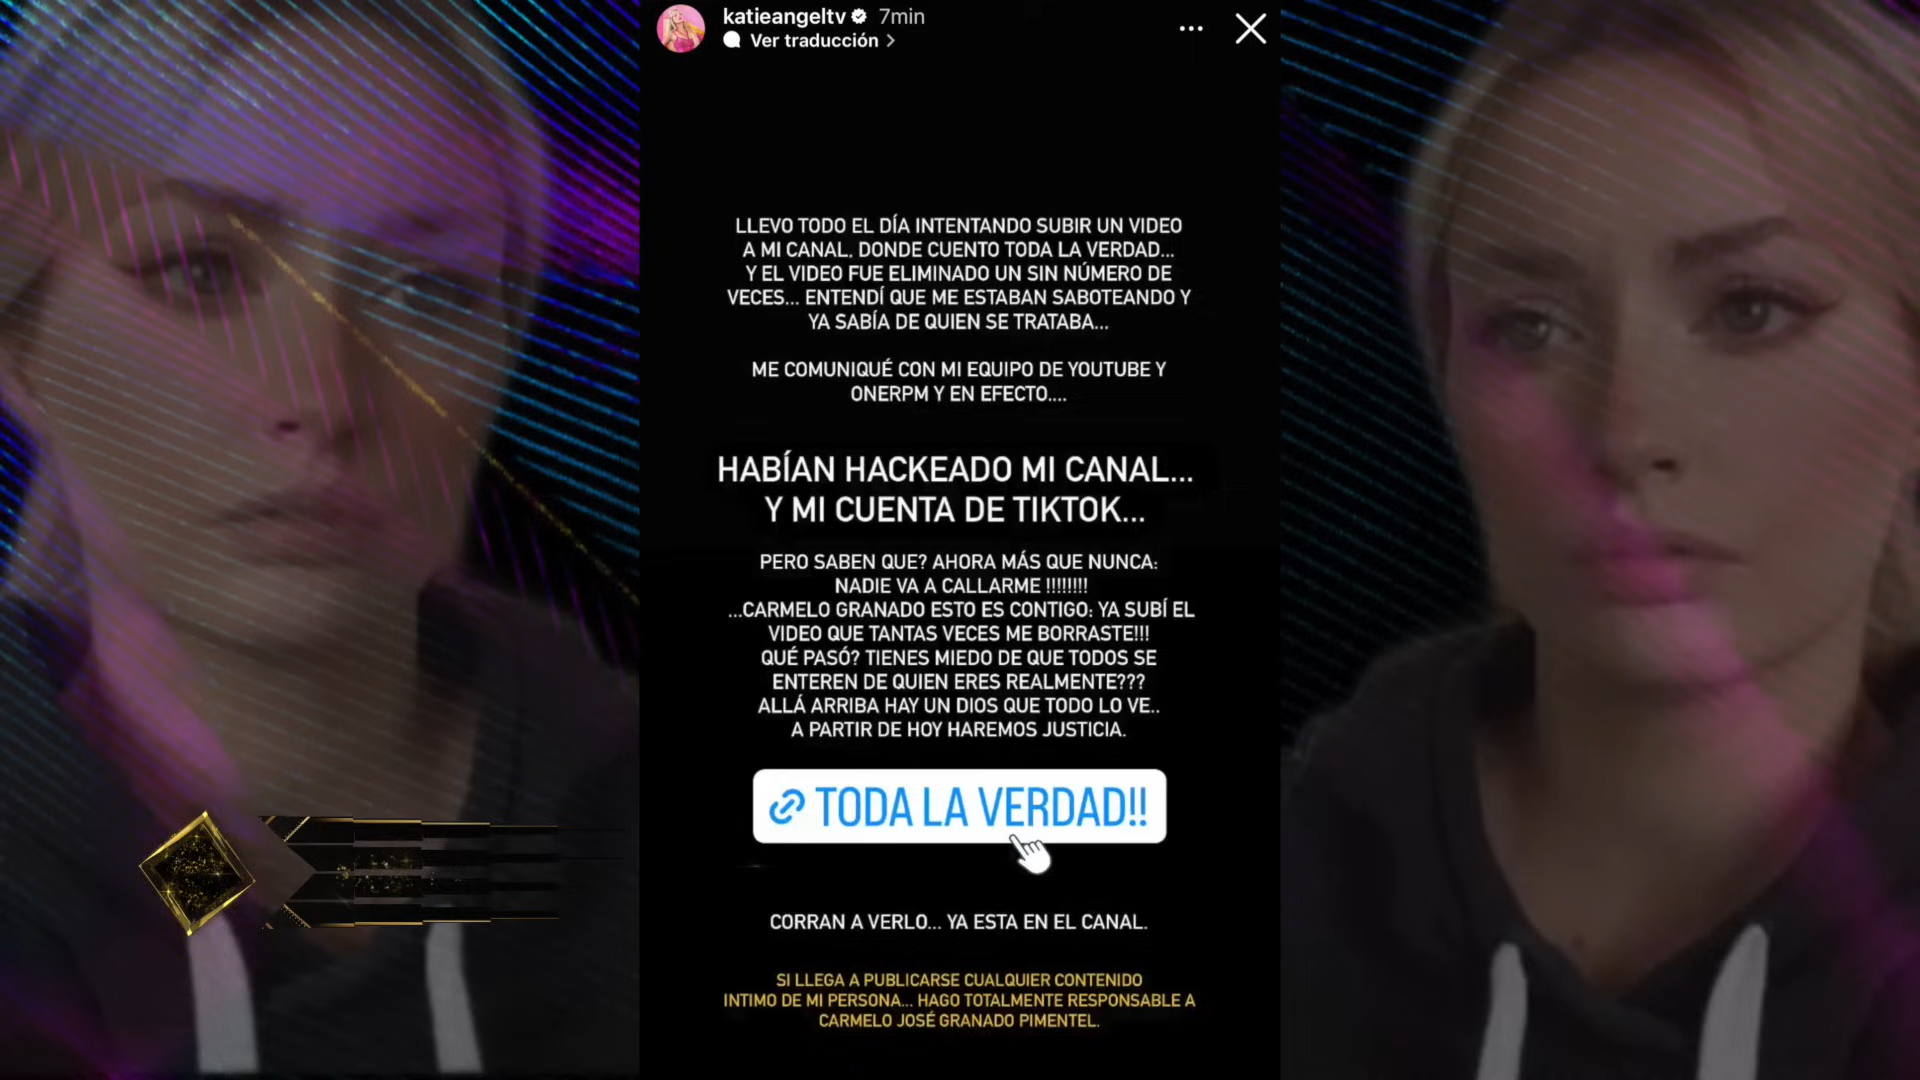 katieangeltv 7min
Ver traducción
LLEVO TODO EL DÍA INTENTANDO SUBIR UN VIDEO
A MI CANAL, DONDE CUENTO TODA LA VERDAD...
Y EL VIDEO FUE ELIMINADO UN SIN NÚMERO DE
VECES... ENTENDÍ QUE ME ESTABAN SABOTEANDO Y
YA SABÍA DE QUIEN SE TRATABA...
ME COMUNIQUÉ CON MI EQUIPO DE YOUTUBE Y
ONERPM Y EN EFECTO....
HABÍAN HACKEADO MI CANAL...
Y MI CUENTA DE TIKTOK...
PERO SABEN QUE? AHORA MÁS QUE NUNCA:
NADIE VA A CALLARME !!!!!!!!
...CARMELO GRANADO ESTO ES CONTIGO: YA SUBÍ EL
VIDEO QUE TANTAS VECES ME BORRASTE!!!
QUÉ PASÓ? TIENES MIEDO DE QUE TODOS SE
ENTEREN DE QUIEN ERES REALMENTE???
ALLÁ ARRIBA HAY UN DIOS QUE TODO LO VE..
A PARTIR DE HOY HAREMOS JUSTICIA.
TODA LA VERDAD!!
CORRAN A VERLO... YA ESTA EN EL CANAL.
SI LLEGA A PUBLICARSE CUALQUIER CONTENIDO
INTIMO DE MI PERSONA... HAGO TOTALMENTE RESPONSABLE A
CARMELO JOSÉ GRANADO PIMENTEL.